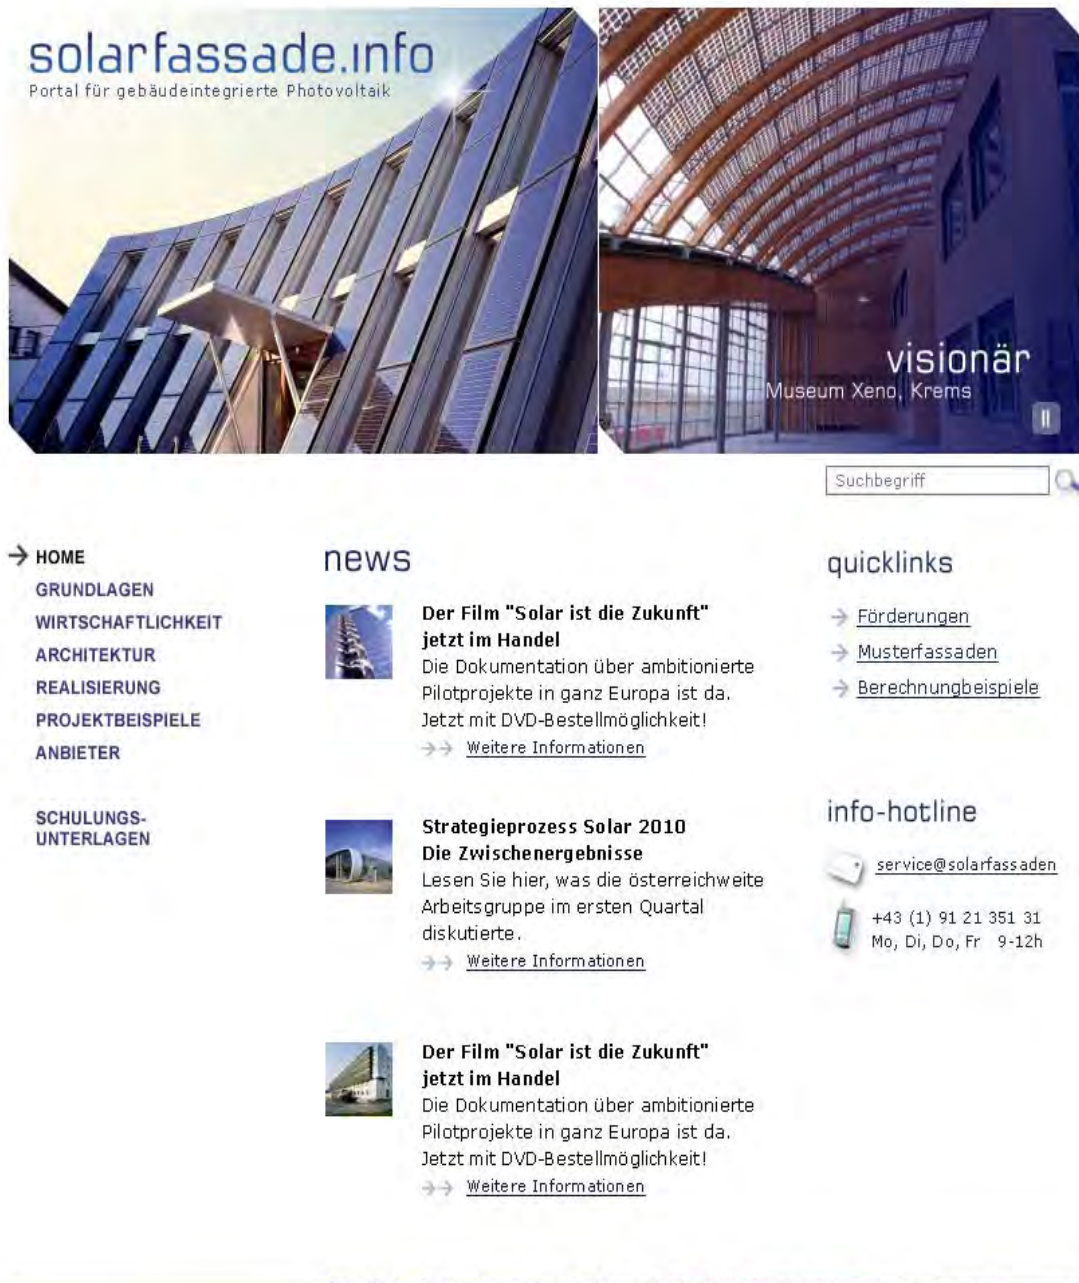 solarfassade.info
Portal für gebäudeintegrierte Photovoltaik
visionär
Museum Xeno, Krems
Suchbegriff
HOME
GRUNDLAGEN
WIRTSCHAFTLICHKEIT
ARCHITEKTUR
REALISIERUNG
PROJEKTBEISPIELE
ANBIETER
SCHULUNGS-
UNTERLAGEN
news
Der Film "Solar ist die Zukunft"
jetzt im Handel
Die Dokumentation über ambitionierte
Pilotprojekte in ganz Europa ist da.
Jetzt mit DVD-Bestellmöglichkeit!
Weitere Informationen
Strategieprozess Solar 2010
Die Zwischenergebnisse
Lesen Sie hier, was die österreichweite
Arbeitsgruppe im ersten Quartal
diskutierte.
Weitere Informationen
Der Film "Solar ist die Zukunft"
jetzt im Handel
Die Dokumentation über ambitionierte
Pilotprojekte in ganz Europa ist da.
Jetzt mit DVD-Bestellmöglichkeit!
Weitere Informationen
quicklinks
Förderungen
Musterfassaden
Berechnungbeispiele
info-hotline
service@solarfassaden
+43 (1) 91 21 351 31
Mo, Di, Do, Fr 9-12h